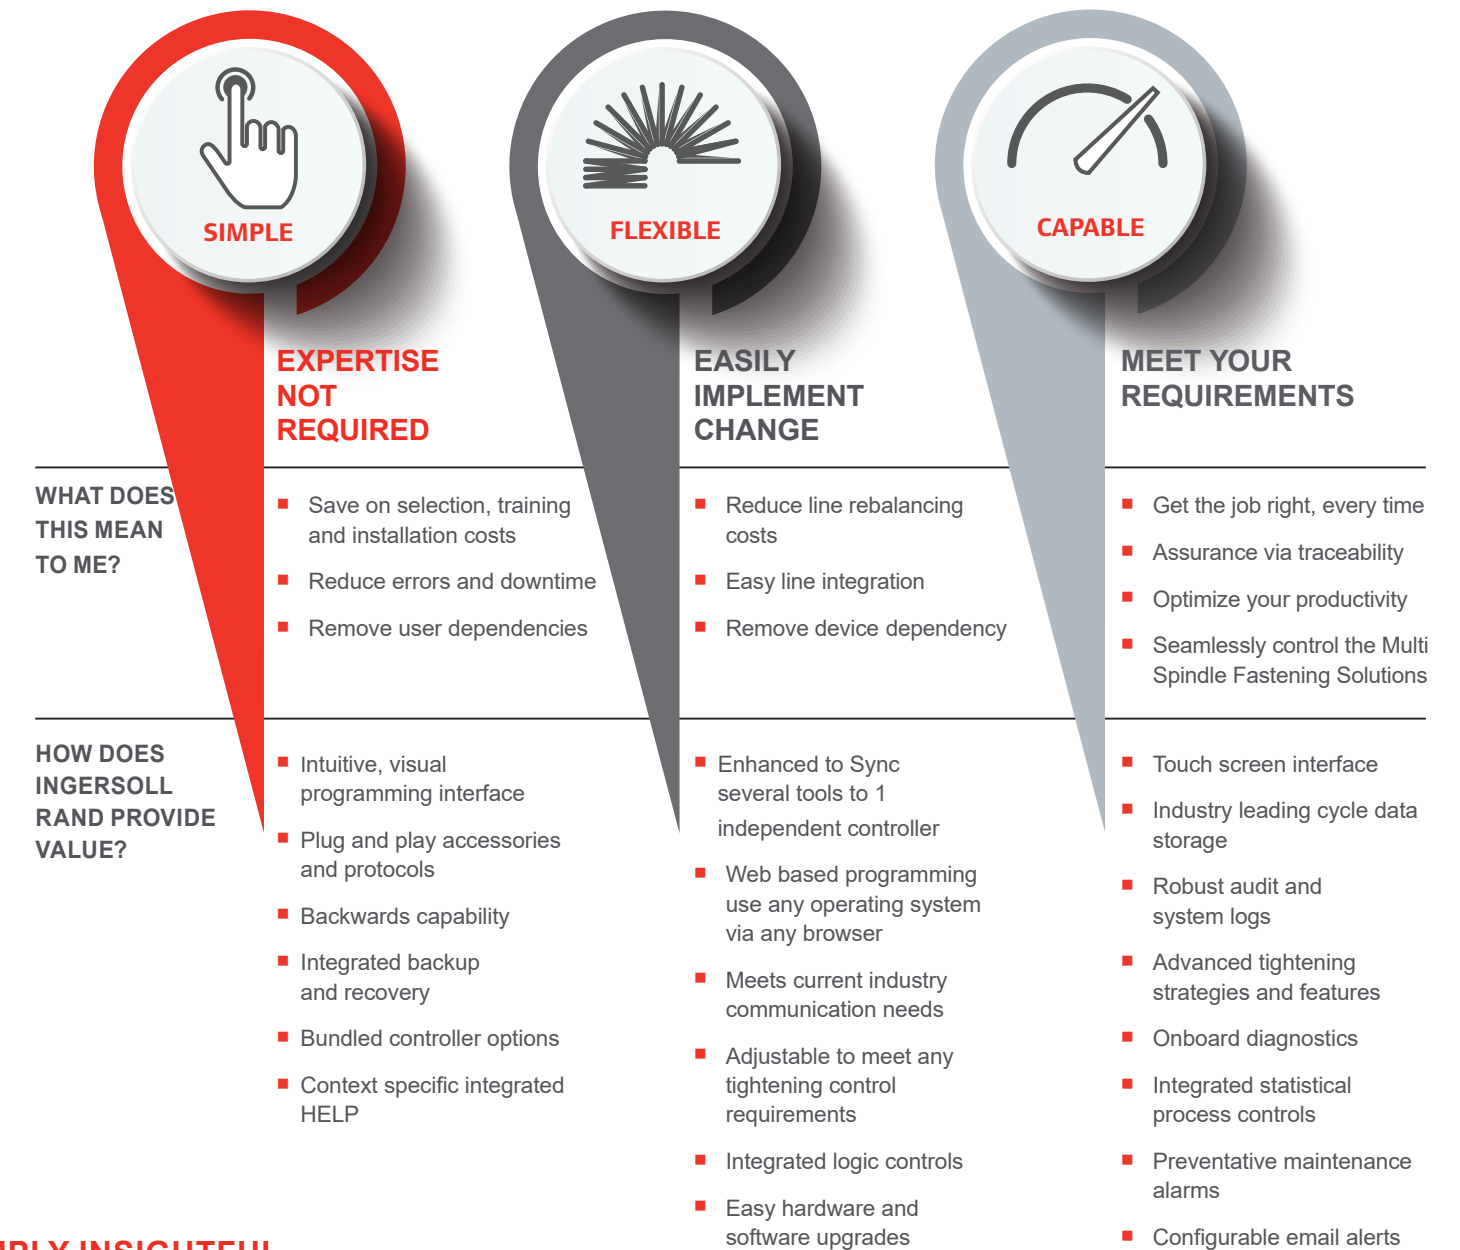 SIMPLE
EXPERTISE
NOT
REQUIRED
FLEXIBLE
EASILY
IMPLEMENT
CHANGE
CAPABLE
MEET YOUR
REQUIREMENTS
WHAT DOES
THIS MEAN
TO ME?
Save on selection, training
and installation costs
Reduce errors and downtime
Remove user dependencies
Reduce line rebalancing
costs
Easy line integration
Remove device dependency
Get the job right, every time
Assurance via traceability
Optimize your productivity
Seamlessly control the Multi
Spindle Fastening Solutions
HOW DOES
INGERSOLL
RAND PROVIDE
VALUE?
Intuitive, visual
programming interface
Plug and play accessories
and protocols
Backwards capability
Integrated backup
and recovery
Bundled controller options
Context specific integrated
HELP
Enhanced to Sync
several tools to 1
independent controller
Web based programming
use any operating system
via any browser
Meets current industry
communication needs
Adjustable to meet any
tightening control
requirements
Integrated logic controls
Easy hardware and
software upgrades
Touch screen interface
Industry leading cycle data
storage
Robust audit and
system logs
Advanced tightening
strategies and features
Onboard diagnostics
Integrated statistical
process controls
Preventative maintenance
alarms
Configurable email alerts